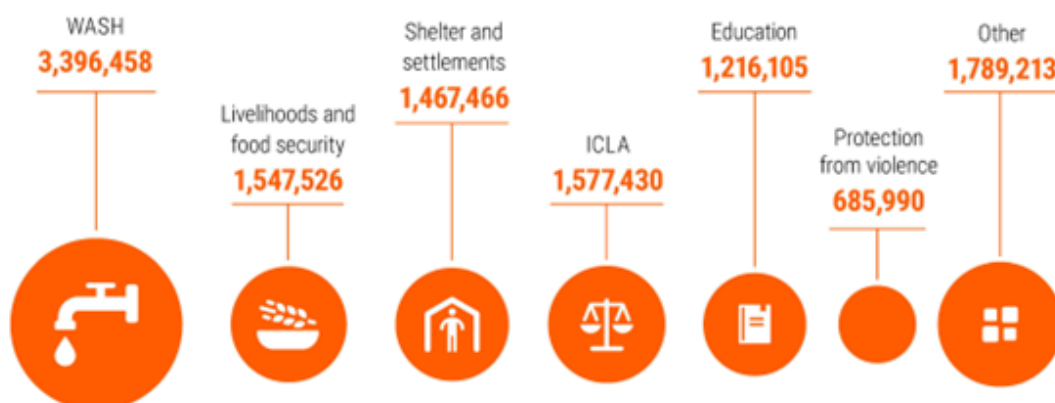 WASH
3,396,458
Livelihoods and
food security
1,547,526
Shelter and
settlements
1,467,466
ICLA
1,577,430
Education
1,216,105
Protection
from violence
685,990
Other
1,789,213